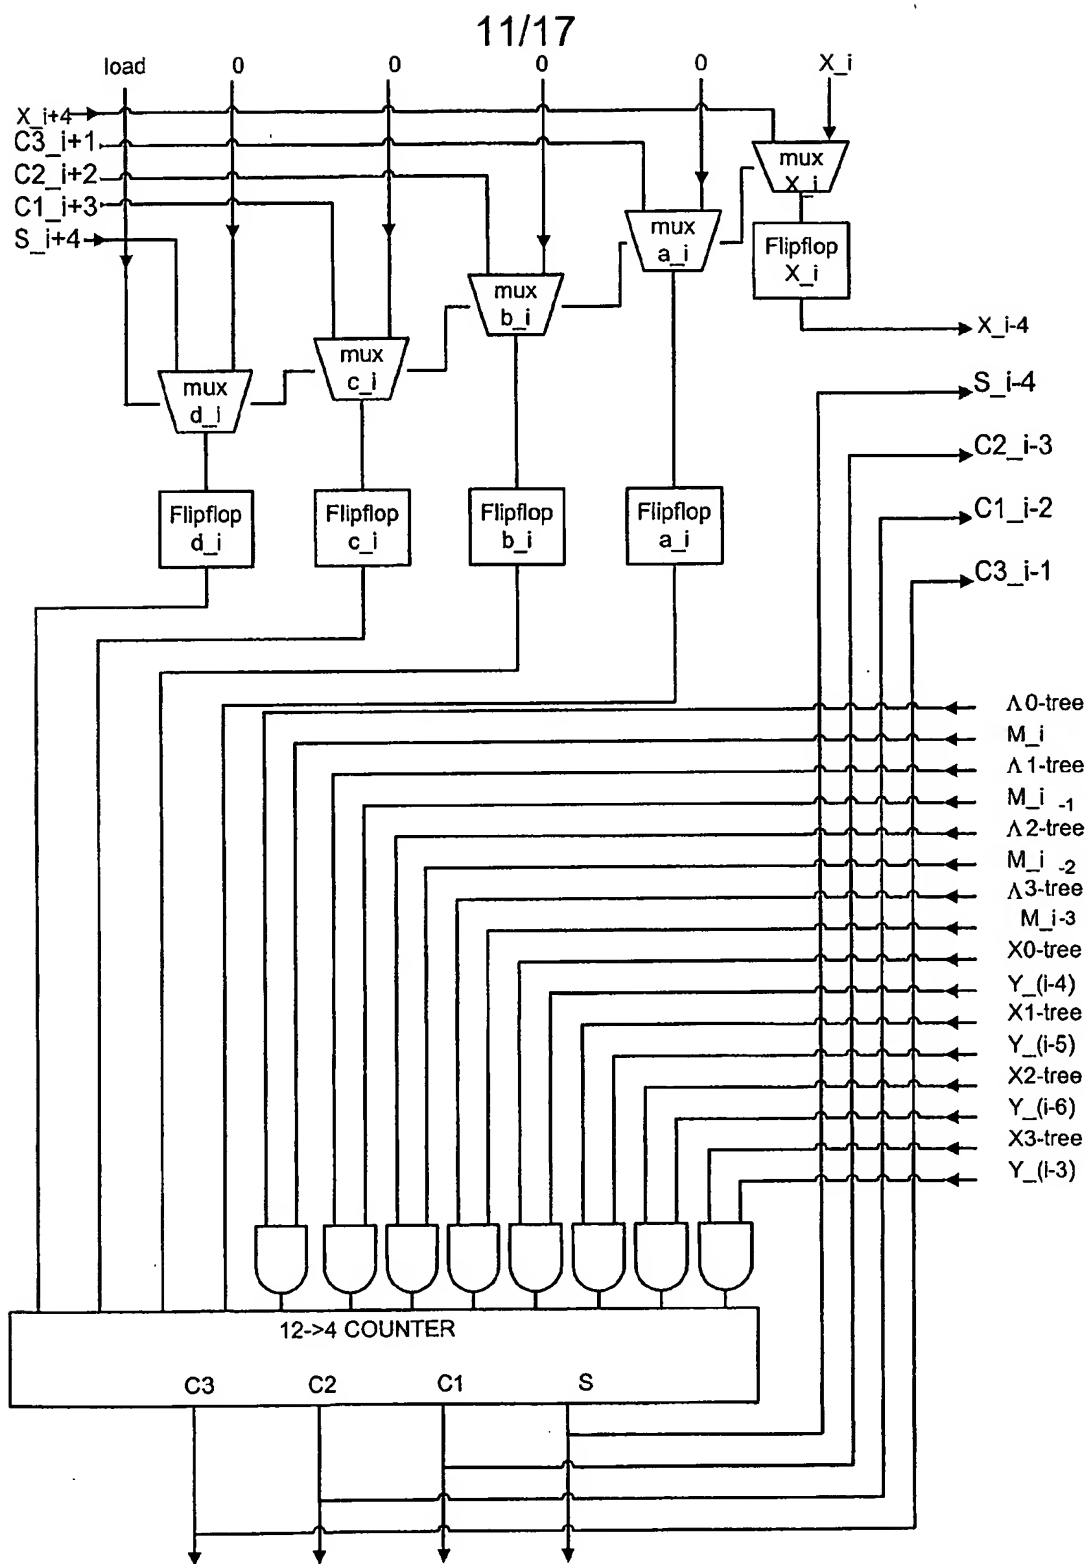 11/17
load
0
0
0
0
X_i
X_i+4
C3_i+1
C2_i+2
C1_i+3
S_i+4
mux
X_i
Flipflop
X_i
mux
a_i
mux
b_i
mux
c_i
mux
d_i
X_i-4
S_i-4
C2_i-3
C1_i-2
C3_i-1
Flipflop
d_i
Flipflop
c_i
Flipflop
b_i
Flipflop
a_i
Λ0-tree
M_i
Λ1-tree
M_i -1
Λ2-tree
M_i -2
Λ3-tree
M_i-3
X0-tree
Y_(i-4)
X1-tree
Y_(i-5)
X2-tree
Y_(i-6)
X3-tree
Y_(i-3)
12->4 COUNTER
C3
C2
C1
S